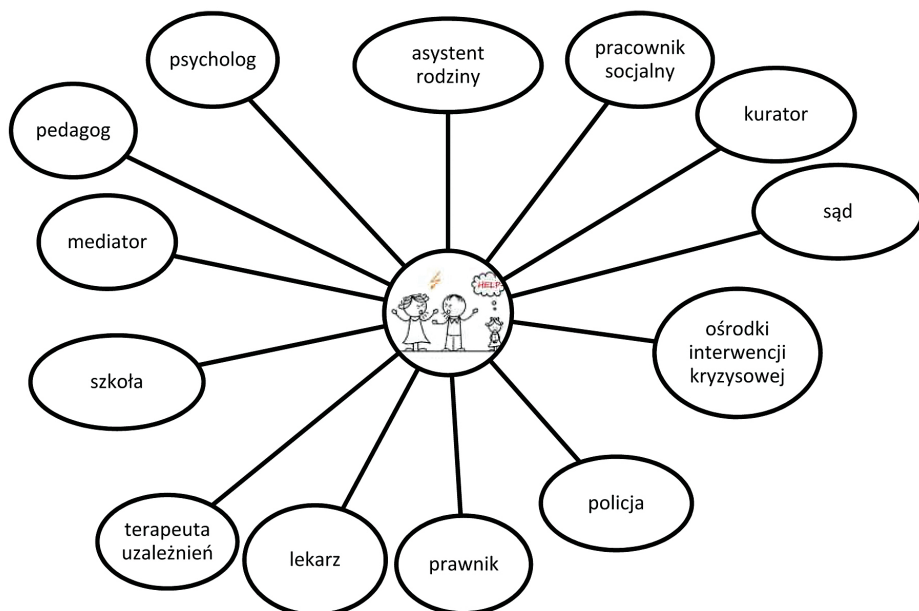 psycholog
asystent
rodziny
pracownik
socjalny
pedagog
kurator
mediator
sąd
HELP
szkoła
ośrodki
interwencji
kryzysowej
terapeuta
uzależnień
lekarz
prawnik
policja